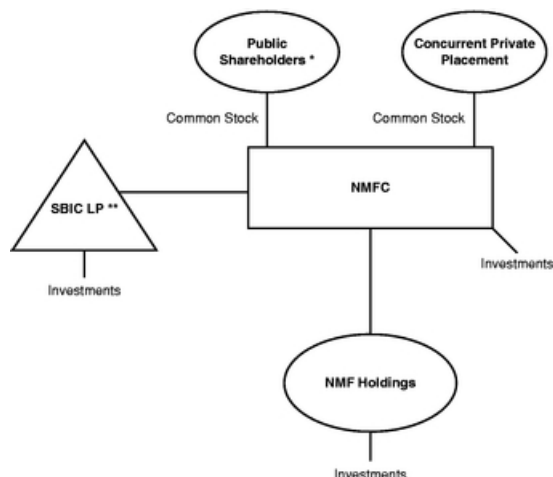 Public
Shareholders *
Concurrent Private
Placement
Common Stock
Common Stock
NMFC
SBIC LP **
Investments
Investments
NMF Holdings
Investments